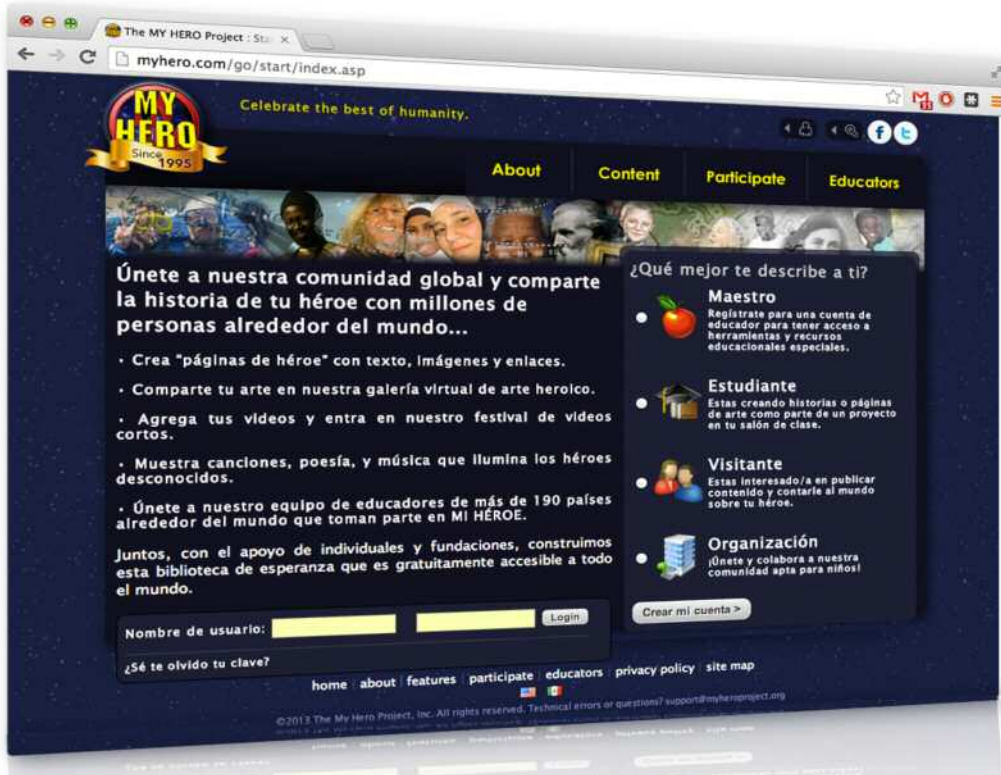 The MY HERO Project : Sta
myhero.com/go/start/index.asp
MY
HERO
Since
1995
Celebrate the best of humanity.
About
Content
Participate
Educators
Únete a nuestra comunidad global y comparte
la historia de tu héroe con millones de
personas alrededor del mundo...
• Crea "páginas de héroe" con texto, imágenes y enlaces.
• Comparte tu arte en nuestra galería virtual de arte heroico.
• Agrega tus videos y entra en nuestro festival de videos
cortos.
• Muestra canciones, poesía, y música que ilumina los héroes
desconocidos.
• Únete a nuestro equipo de educadores de más de 190 países
alrededor del mundo que toman parte en MI HÉROE.
Juntos, con el apoyo de individuales y fundaciones, construimos
esta biblioteca de esperanza que es gratuitamente accesible a todo
el mundo.
Nombre de usuario:
Login
¿Sé te olvido tu clave?
¿Qué mejor te describe a ti?
Maestro
Regístrate para una cuenta de
educador para tener acceso a
herramientas y recursos
educacionales especiales.
Estudiante
Estas creando historias o páginas
de arte como parte de un proyecto
en tu salón de clase.
Visitante
Estas interesado/a en publicar
contenido y contarle al mundo
sobre tu héroe.
Organización
¡Únete y colabora a nuestra
comunidad apta para niños!
Crear mi cuenta >
home about features participate educators privacy policy site map
©2013 The My Hero Project, Inc. All rights reserved. Technical errors or questions? support@myheroproject.org